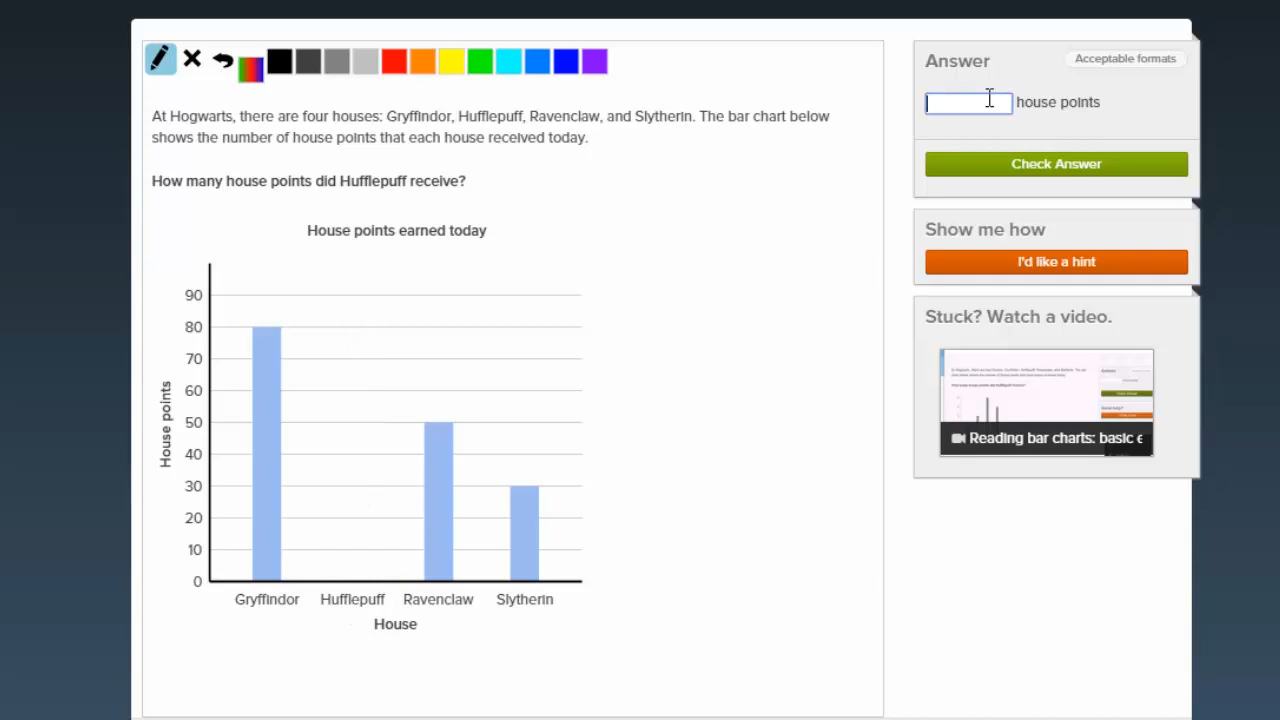 At Hogwarts, there are four houses: Gryffindor, Hufflepuff, Ravenclaw, and Slytherin. The bar chart below
shows the number of house points that each house received today.
How many house points did Hufflepuff receive?
House points earned today
90
80
70
60
50
40
30
20
10
0
House points
Gryffindor Hufflepuff Ravenclaw Slytherin
House
Answer
Acceptable formats
house points
Check Answer
Show me how
I'd like a hint
Stuck? Watch a video.
Reading bar charts: basic e